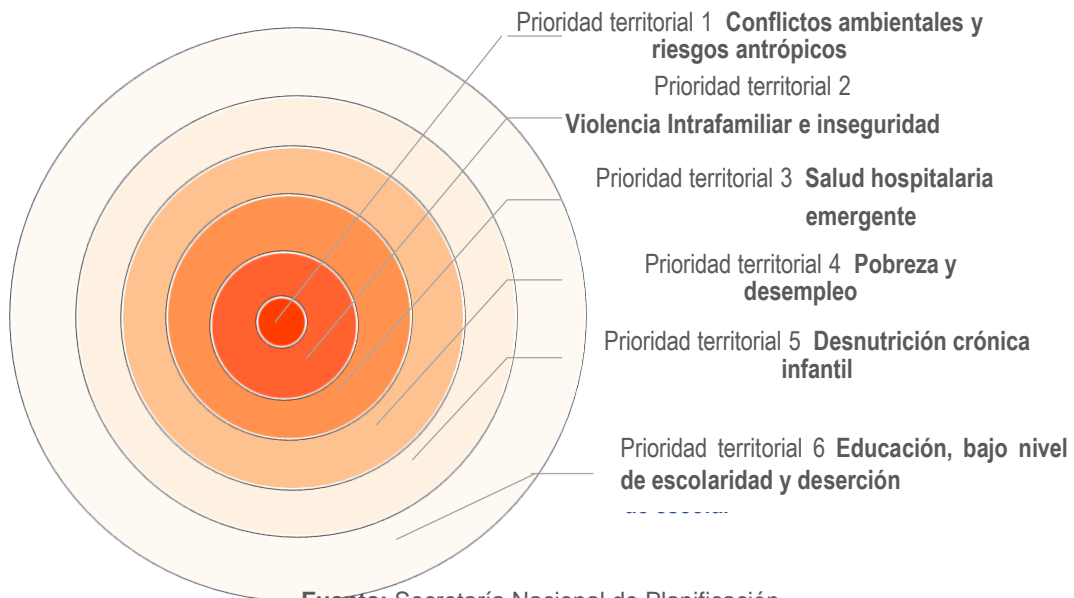 Prioridad territorial 1 Conflictos ambientales y
riesgos antrópicos
Prioridad territorial 2
Violencia Intrafamiliar e inseguridad
Prioridad territorial 3 Salud hospitalaria
emergente
Prioridad territorial 4 Pobreza y
desempleo
Prioridad territorial 5 Desnutrición crónica
infantil
Prioridad territorial 6 Educación, bajo nivel
de escolaridad y deserción
Fuente: Secretaría Nacional de Planificación